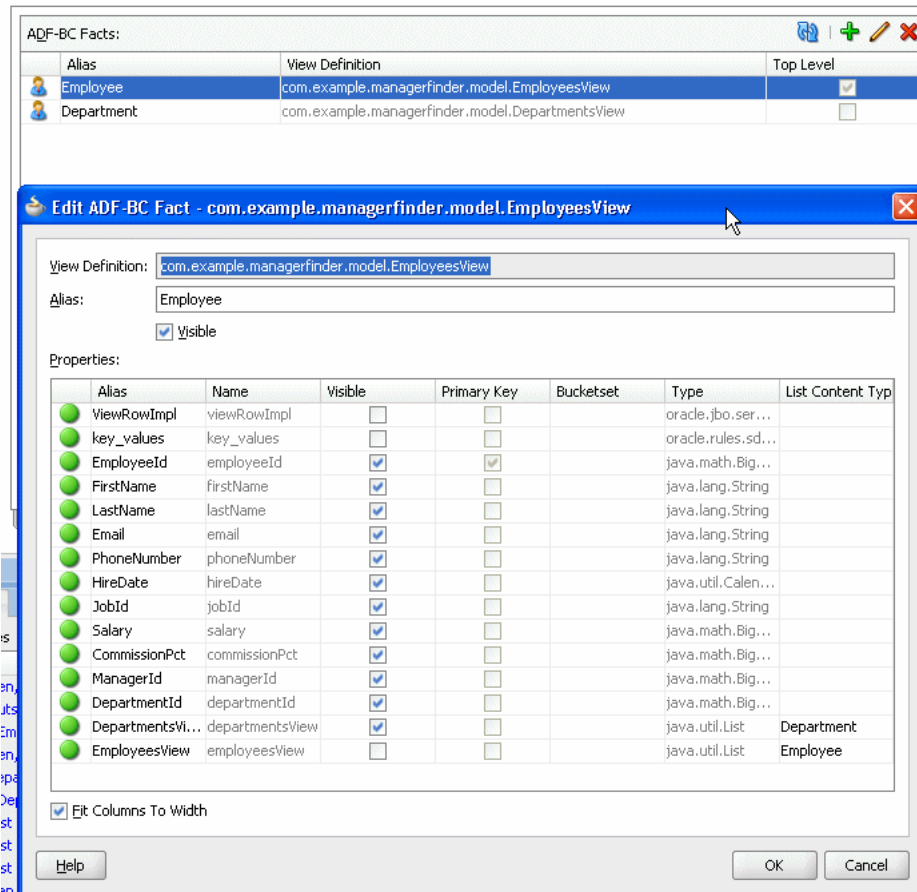 ADF-BC Facts:
Alias View Definition Top Level
Employee com.example.managerfinder.model.EmployeesView
Department com.example.managerfinder.model.DepartmentsView
Edit ADF-BC Fact - com.example.managerfinder.model.EmployeesView
View Definition: com.example.managerfinder.model.EmployeesView
Alias: Employee
Visible
Properties:
Alias Name Visible Primary Key Bucketset Type List Content Typ
ViewRowImpl viewRowImpl oracle.jbo.ser...
key_values key_values oracle.rules.sd...
EmployeeId employeeId java.math.Big...
FirstName firstName java.lang.String
LastName lastName java.lang.String
Email email java.lang.String
PhoneNumber phoneNumber java.lang.String
HireDate hireDate java.util.Calen...
JobId jobId java.lang.String
Salary salary java.math.Big...
CommissionPct commissionPct java.math.Big...
ManagerId managerId java.math.Big...
DepartmentId departmentId java.math.Big...
DepartmentsVi... departmentsView java.util.List Department
EmployeesView employeesView java.util.List Employee
Fit Columns To Width
Help OK Cancel